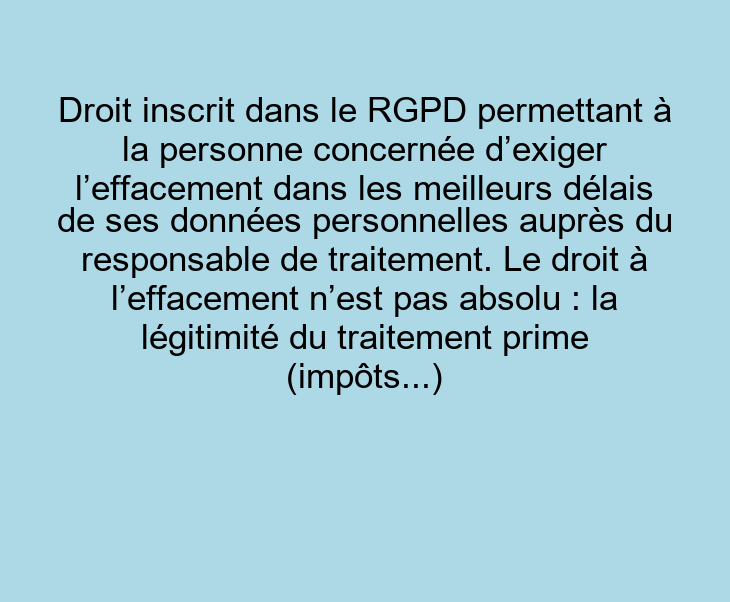 Droit inscrit dans le RGPD permettant à
la personne concernée d’exiger
l’effacement dans les meilleurs délais
de ses données personnelles auprès du
responsable de traitement. Le droit à
l’effacement n’est pas absolu : la
légitimité du traitement prime
(impôts...)